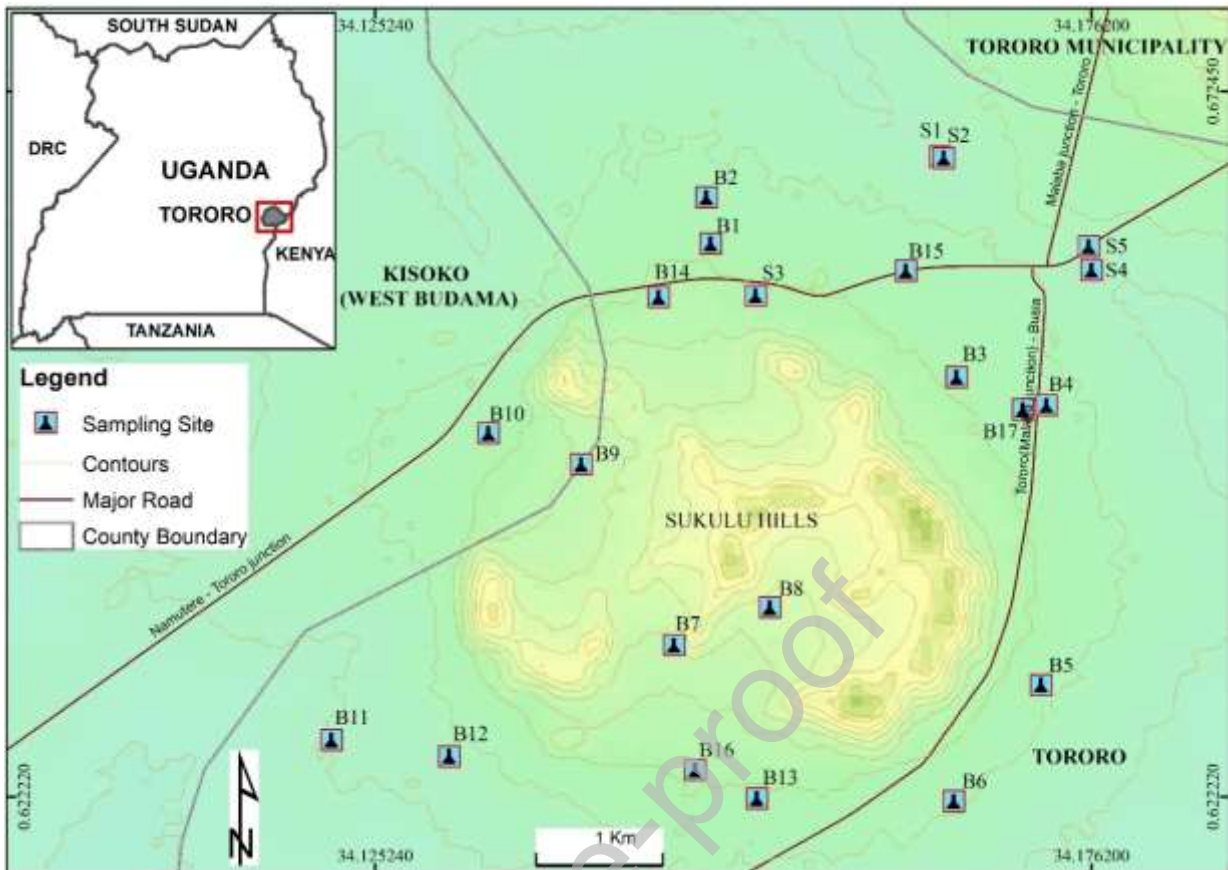 SOUTH SUDAN
DRC
UGANDA
TORORO
KENYA
TANZANIA
34.125240
34.176200
TORORO MUNICIPALITY
0.672450
Malaba junction - Tororo
S1
S2
B2
B1
S5
S4
B15
KISOKO
(WEST BUDAMA)
B14
S3
Legend
Sampling Site
Contours
Major Road
County Boundary
B3
B4
B17
B10
B9
SUKULU HILLS
Namutere - Tororo junction
B8
B7
B5
B11
B12
B16
B13
B6
TORORO
0.622220
0.622220
N
1 Km
34.125240
34.176200
e-proof